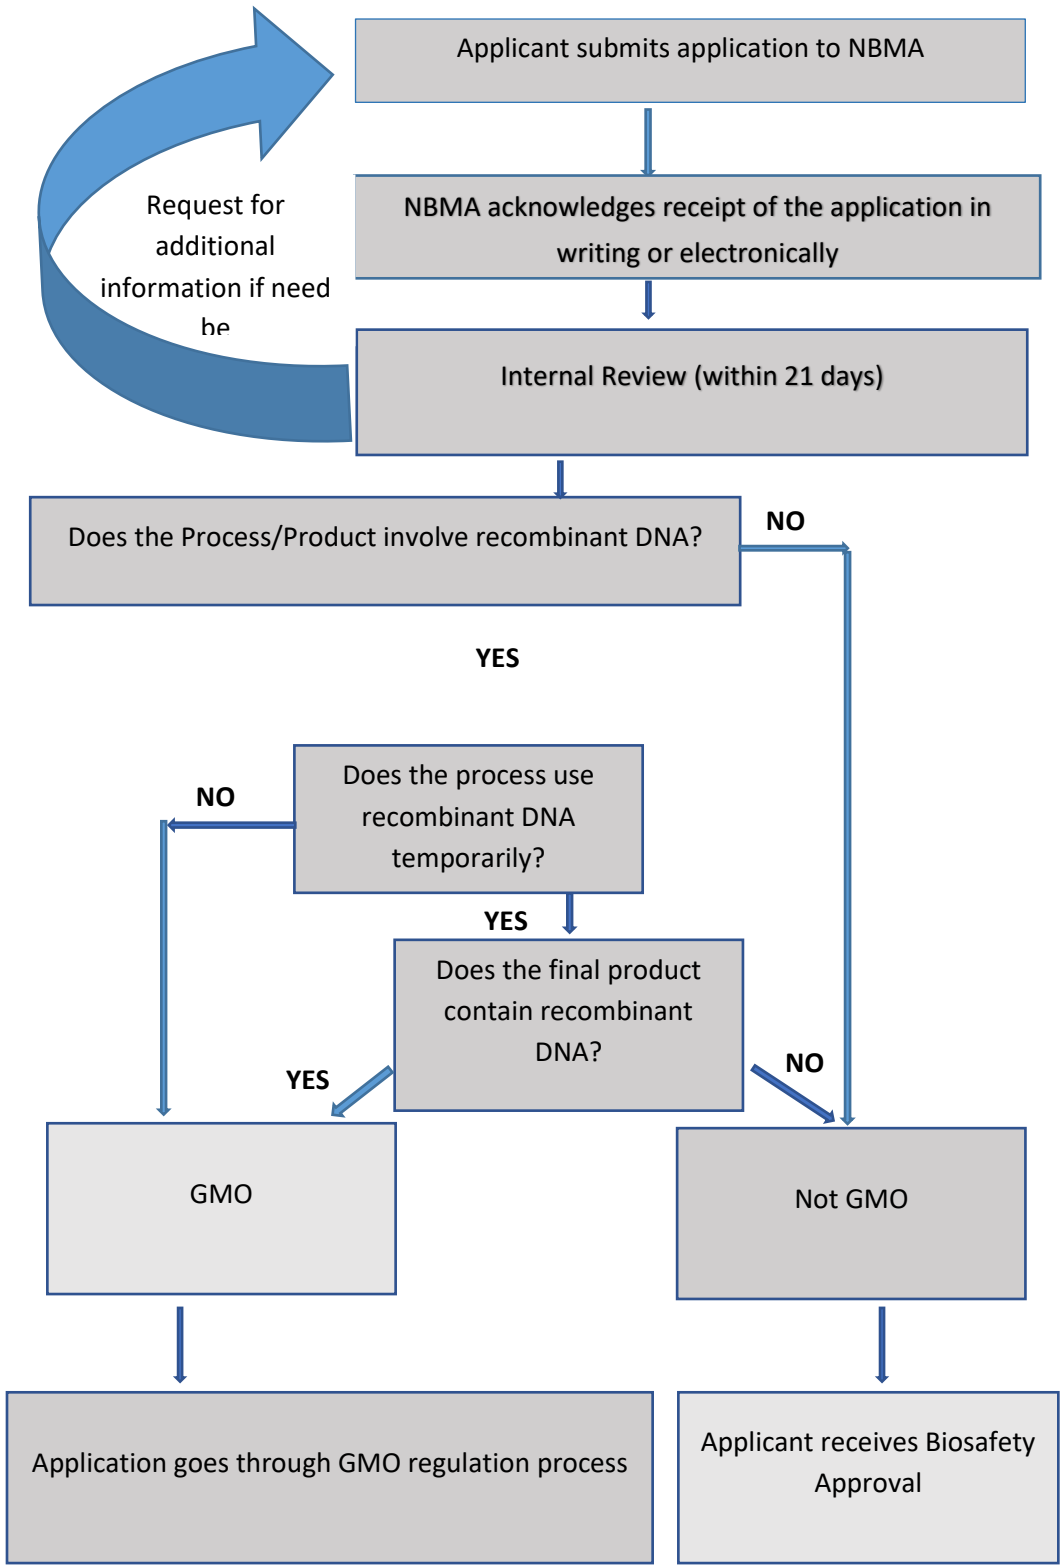 Applicant submits application to NBMA
Request for
additional
information if need
be
NBMA acknowledges receipt of the application in
writing or electronically
Internal Review (within 21 days)
Does the Process/Product involve recombinant DNA?
NO
YES
Does the process use
recombinant DNA
temporarily?
NO
YES
Does the final product
contain recombinant
DNA?
YES
NO
GMO
Not GMO
Application goes through GMO regulation process
Applicant receives Biosafety
Approval